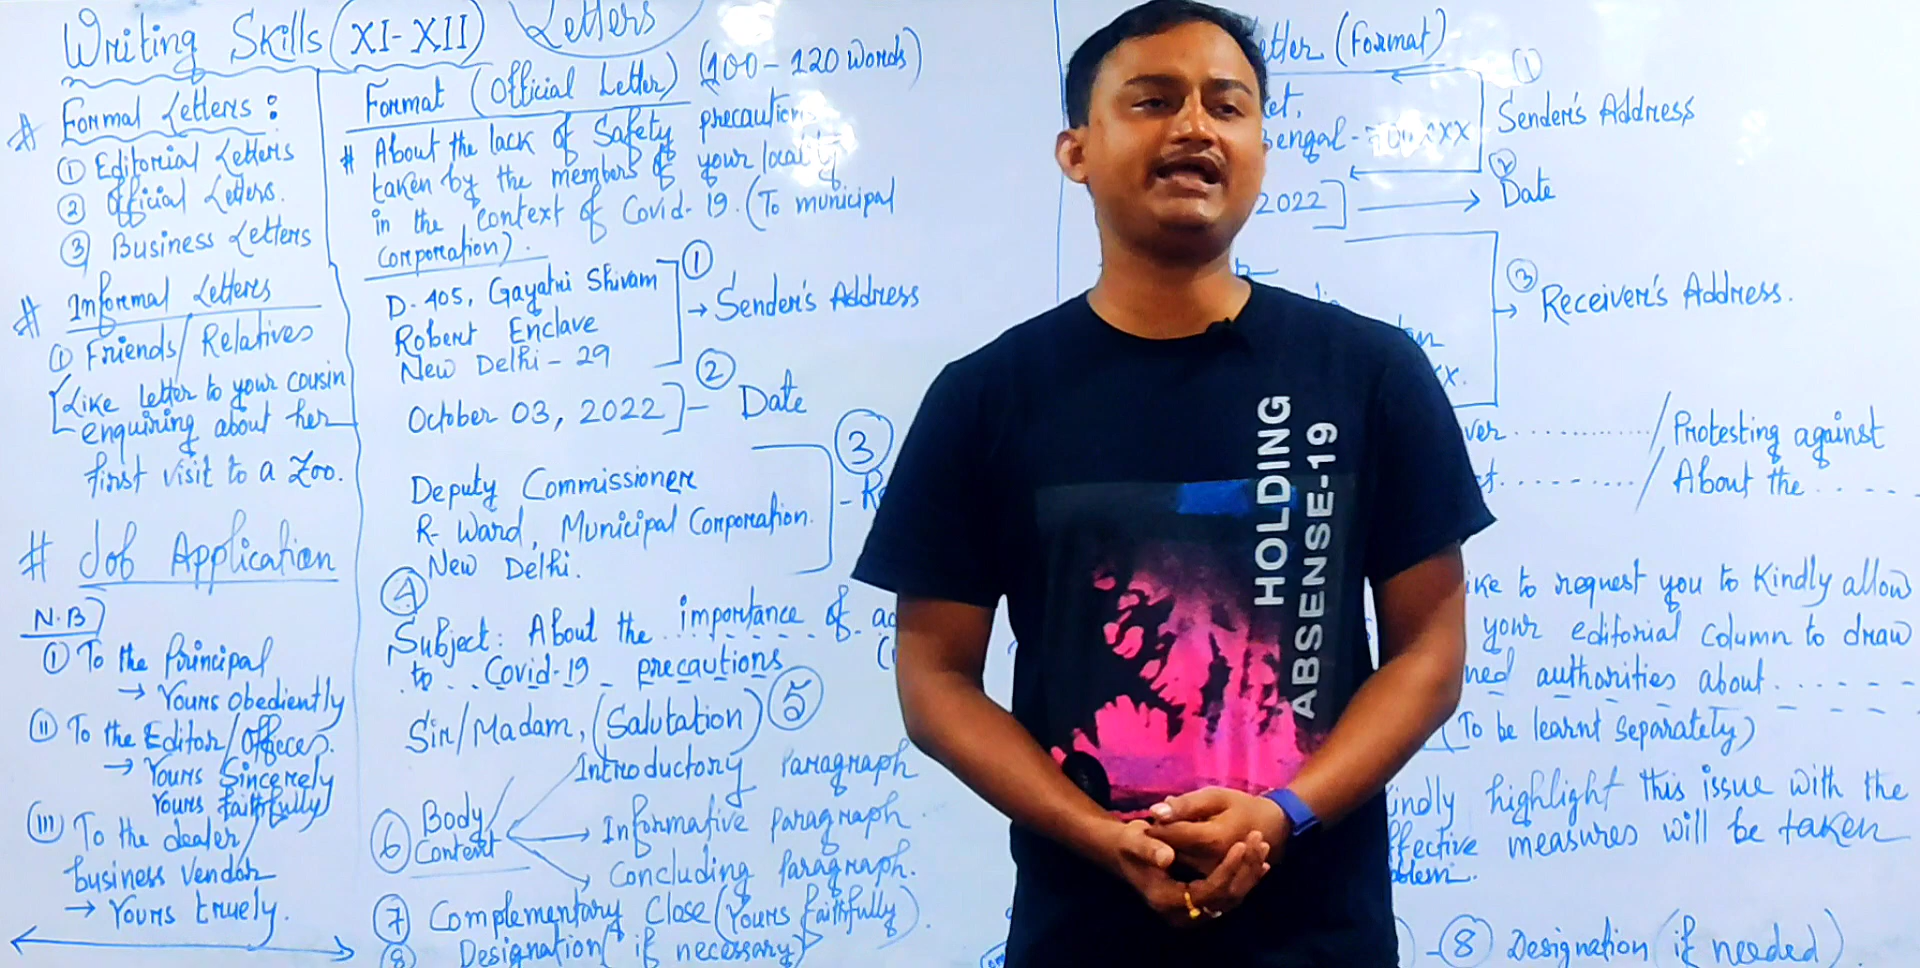 Writing Skills (XI-XII)
Letters
# Formal Letters :
① Editorial Letters
② Official Letters.
③ Business Letters
# Informal Letters
① Friends/ Relatives
[Like letter to your cousin
enquiring about her
first visit to a Zoo.
# Job Application
N.B)
① To the Principal
→ Yours Obediently
⑪ To the Editor/
→ Yours Sincerely
Yours faithfully
(III) To the dealer/
business vendor
→ Yours truely.
Format (Official Letter) (100-120 Words)
# About the lack of Safety precautions
taken by the members of your locality
in the context of Covid-19. (To municipal
Corporation).
D-405, Gayatri Shivam
Robert Enclave
New Delhi - 29
① → Sender's Address
October 03, 2022] - ② Date
Deputy Commissioner
R- Ward, Municipal Corporation.
New Delhi.
③
④
Subject: About the importance of
to Covid-19 precautions
Sir/Madam, (Salutation) ⑤
⑥ Body Content
Introductory Paragraph
→ Informative Paragraph
Concluding Paragraph.
⑦ Complementary Close (Yours faithfully).
⑧ Designation (if necessary)
(Format)
① Sender's Address
2022] → ② Date
③ → Receiver's Address.
/ Protesting against
/ About the
to request you to Kindly allow
your editorial column to draw
authorities about
(To be learnt separately)
highlight this issue with the
measures will be taken
- ⑧ Designation (if needed)
HOLDING
ABSENSE-19